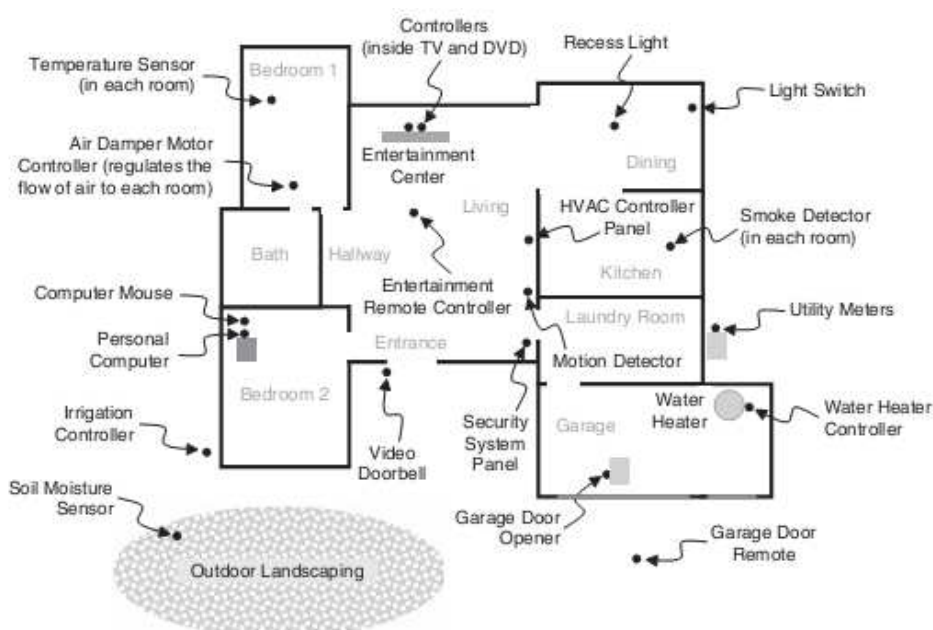 Controllers
(inside TV and DVD)
Recess Light
Temperature Sensor
(in each room)
Bedroom 1
Light Switch
Air Damper Motor
Controller (regulates the
flow of air to each room)
Entertainment
Center
Dining
Living
HVAC Controller
Panel
Smoke Detector
(in each room)
Bath
Hallway
Kitchen
Entertainment
Remote Controller
Computer Mouse
Laundry Room
Utility Meters
Personal
Computer
Entrance
Motion Detector
Bedroom 2
Water
Heater
Water Heater
Controller
Irrigation
Controller
Video
Doorbell
Security
System
Panel
Garage
Soil Moisture
Sensor
Garage Door
Opener
Garage Door
Remote
Outdoor Landscaping